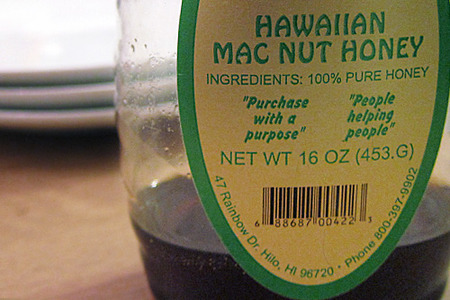 HAWAIIAN
MAC NUT HONEY
INGREDIENTS: 100% PURE HONEY
"Purchase with a purpose"
"People helping people"
NET WT 16 OZ (453.G)
6 88687 00422 3
47 Rainbow Dr. Hilo, HI 96720 • Phone 800-397-9902